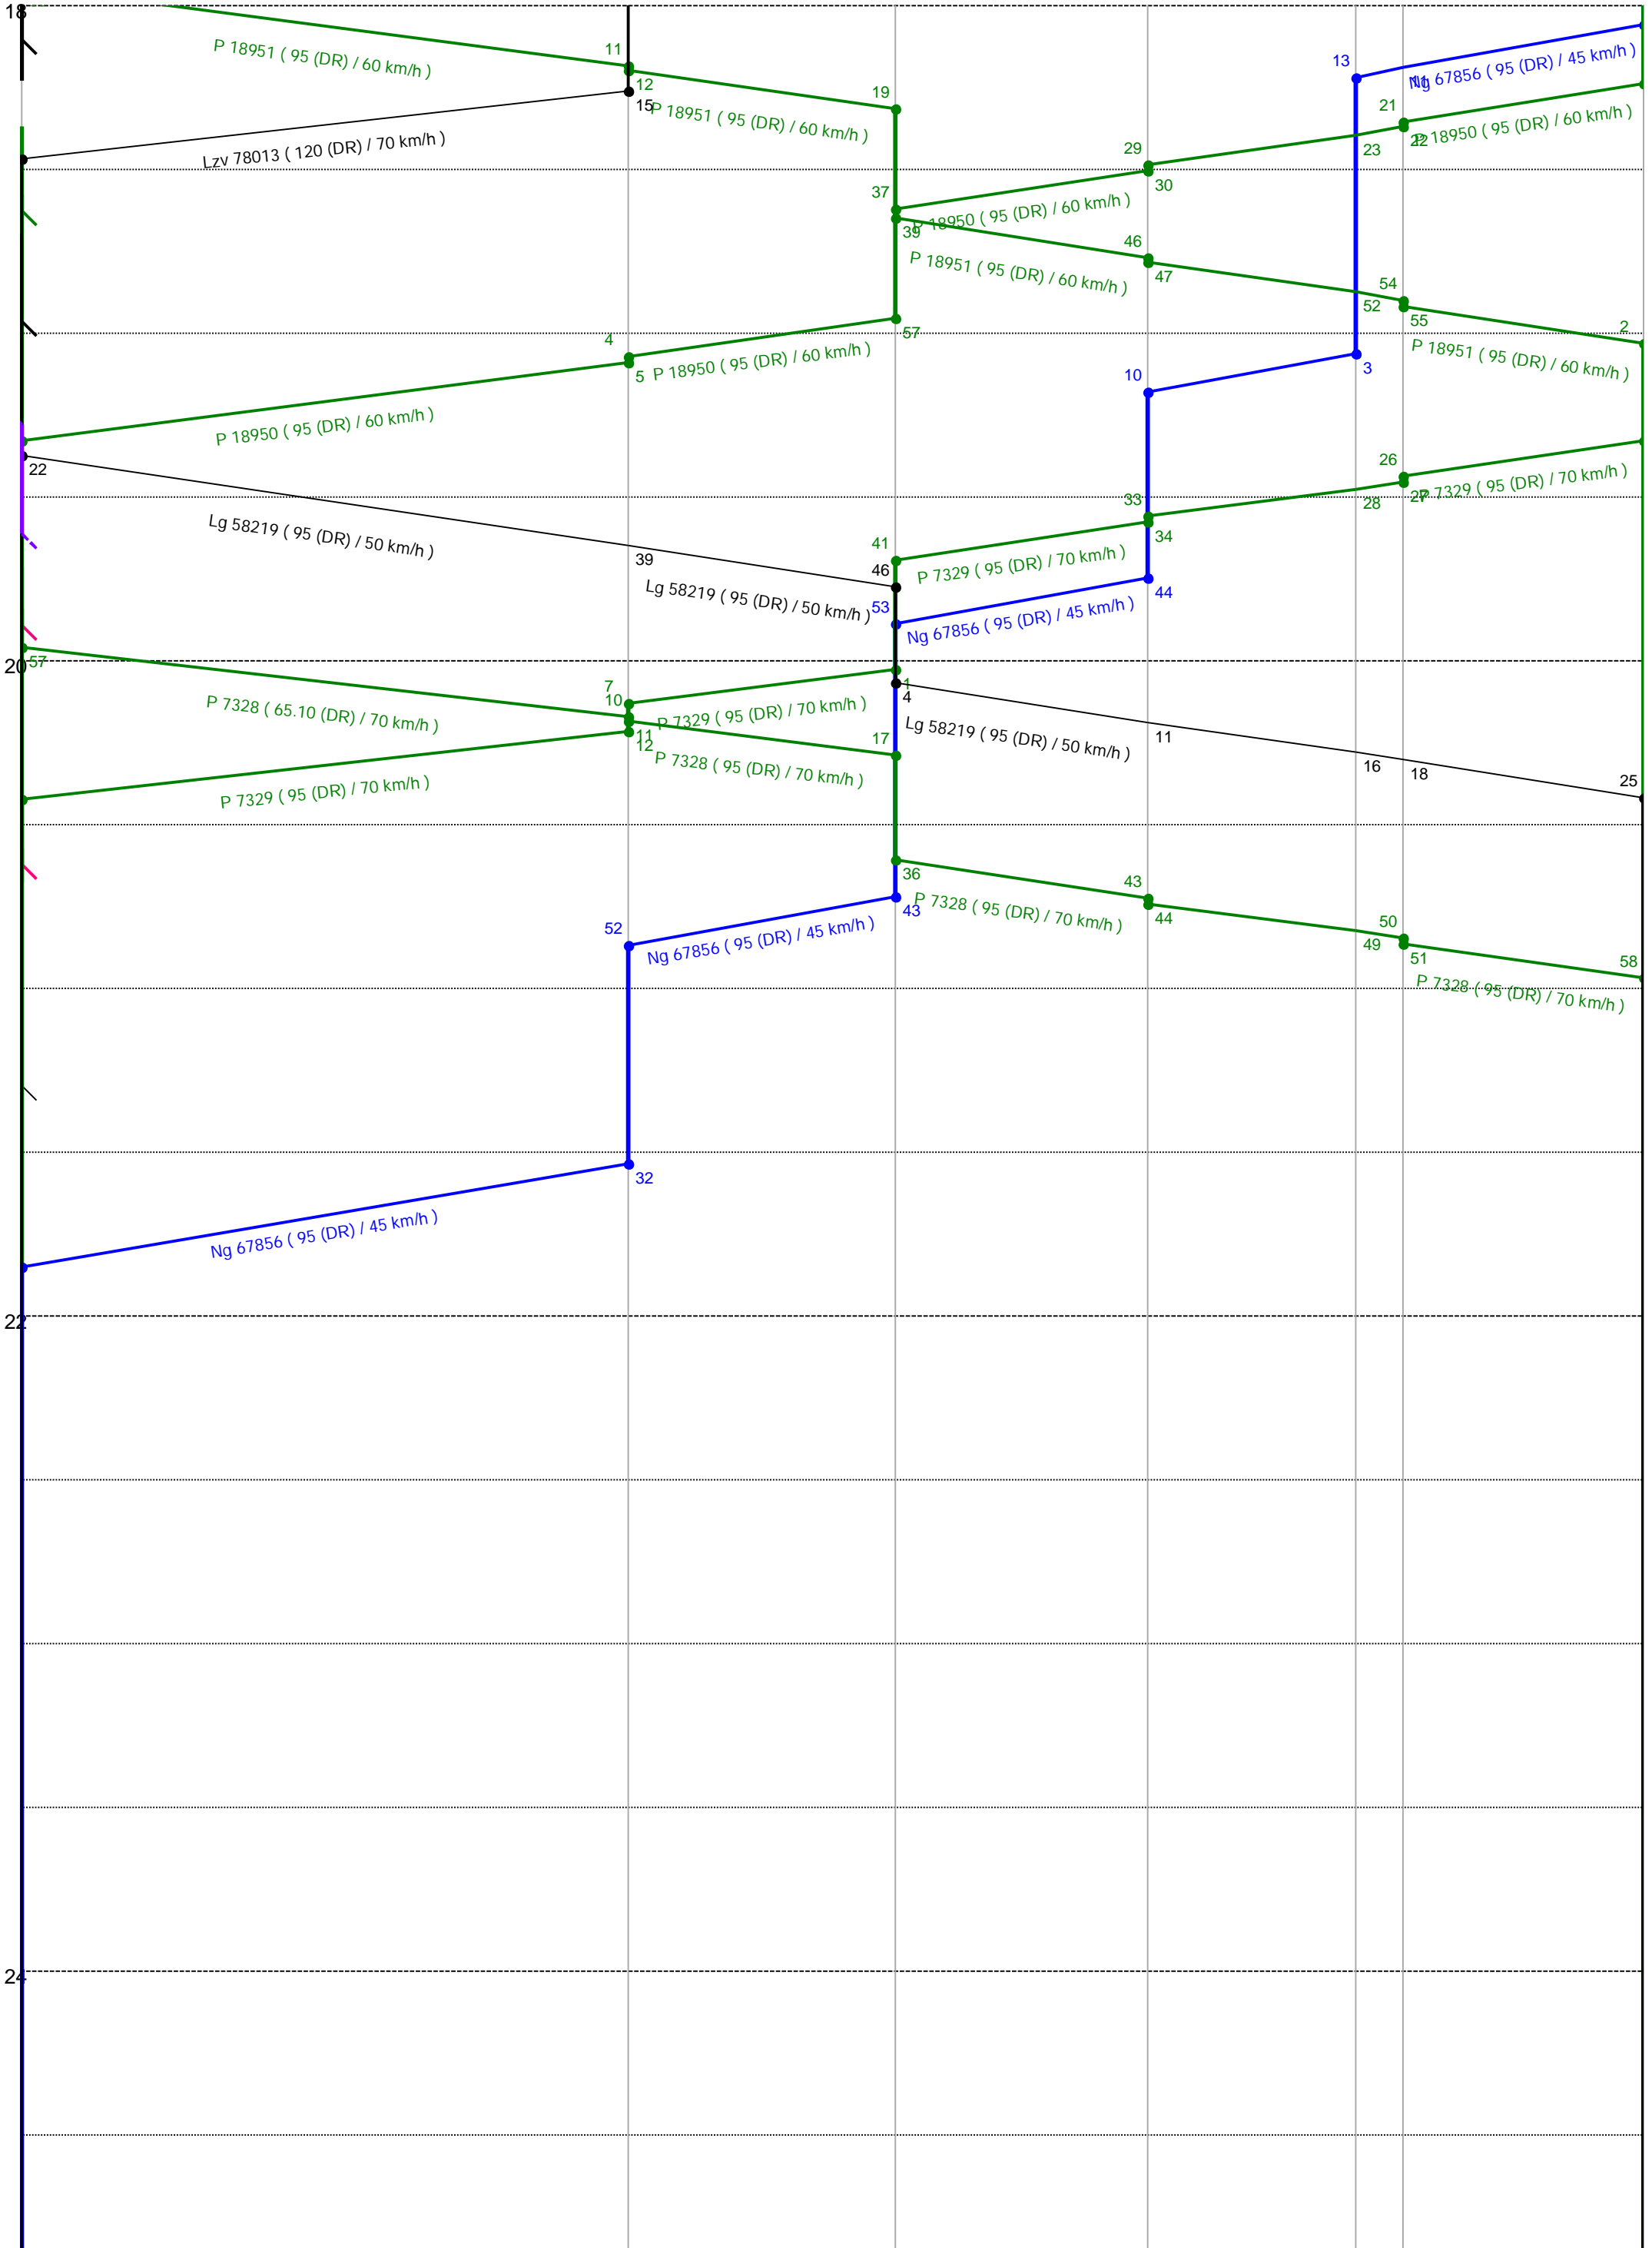 18
P 18951 ( 95 (DR) / 60 km/h )
11
12
15
P 18951 ( 95 (DR) / 60 km/h )
19
13
Ng 67856 ( 95 (DR) / 45 km/h )
11
21
22
P 18950 ( 95 (DR) / 60 km/h )
23
Lzv 78013 ( 120 (DR) / 70 km/h )
29
30
37
P 18950 ( 95 (DR) / 60 km/h )
39
P 18951 ( 95 (DR) / 60 km/h )
46
47
54
52
55
2
P 18951 ( 95 (DR) / 60 km/h )
57
4
5
P 18950 ( 95 (DR) / 60 km/h )
3
10
P 18950 ( 95 (DR) / 60 km/h )
22
26
27
P 7329 ( 95 (DR) / 70 km/h )
28
33
34
Lg 58219 ( 95 (DR) / 50 km/h )
39
41
P 7329 ( 95 (DR) / 70 km/h )
46
Lg 58219 ( 95 (DR) / 50 km/h )
53
44
Ng 67856 ( 95 (DR) / 45 km/h )
20
57
1
4
7
10
P 7328 ( 65.10 (DR) / 70 km/h )
P 7329 ( 95 (DR) / 70 km/h )
Lg 58219 ( 95 (DR) / 50 km/h )
11
12
17
11
P 7328 ( 95 (DR) / 70 km/h )
16
18
25
P 7329 ( 95 (DR) / 70 km/h )
36
43
44
P 7328 ( 95 (DR) / 70 km/h )
43
52
Ng 67856 ( 95 (DR) / 45 km/h )
50
49
51
58
P 7328 ( 95 (DR) / 70 km/h )
32
Ng 67856 ( 95 (DR) / 45 km/h )
22
24